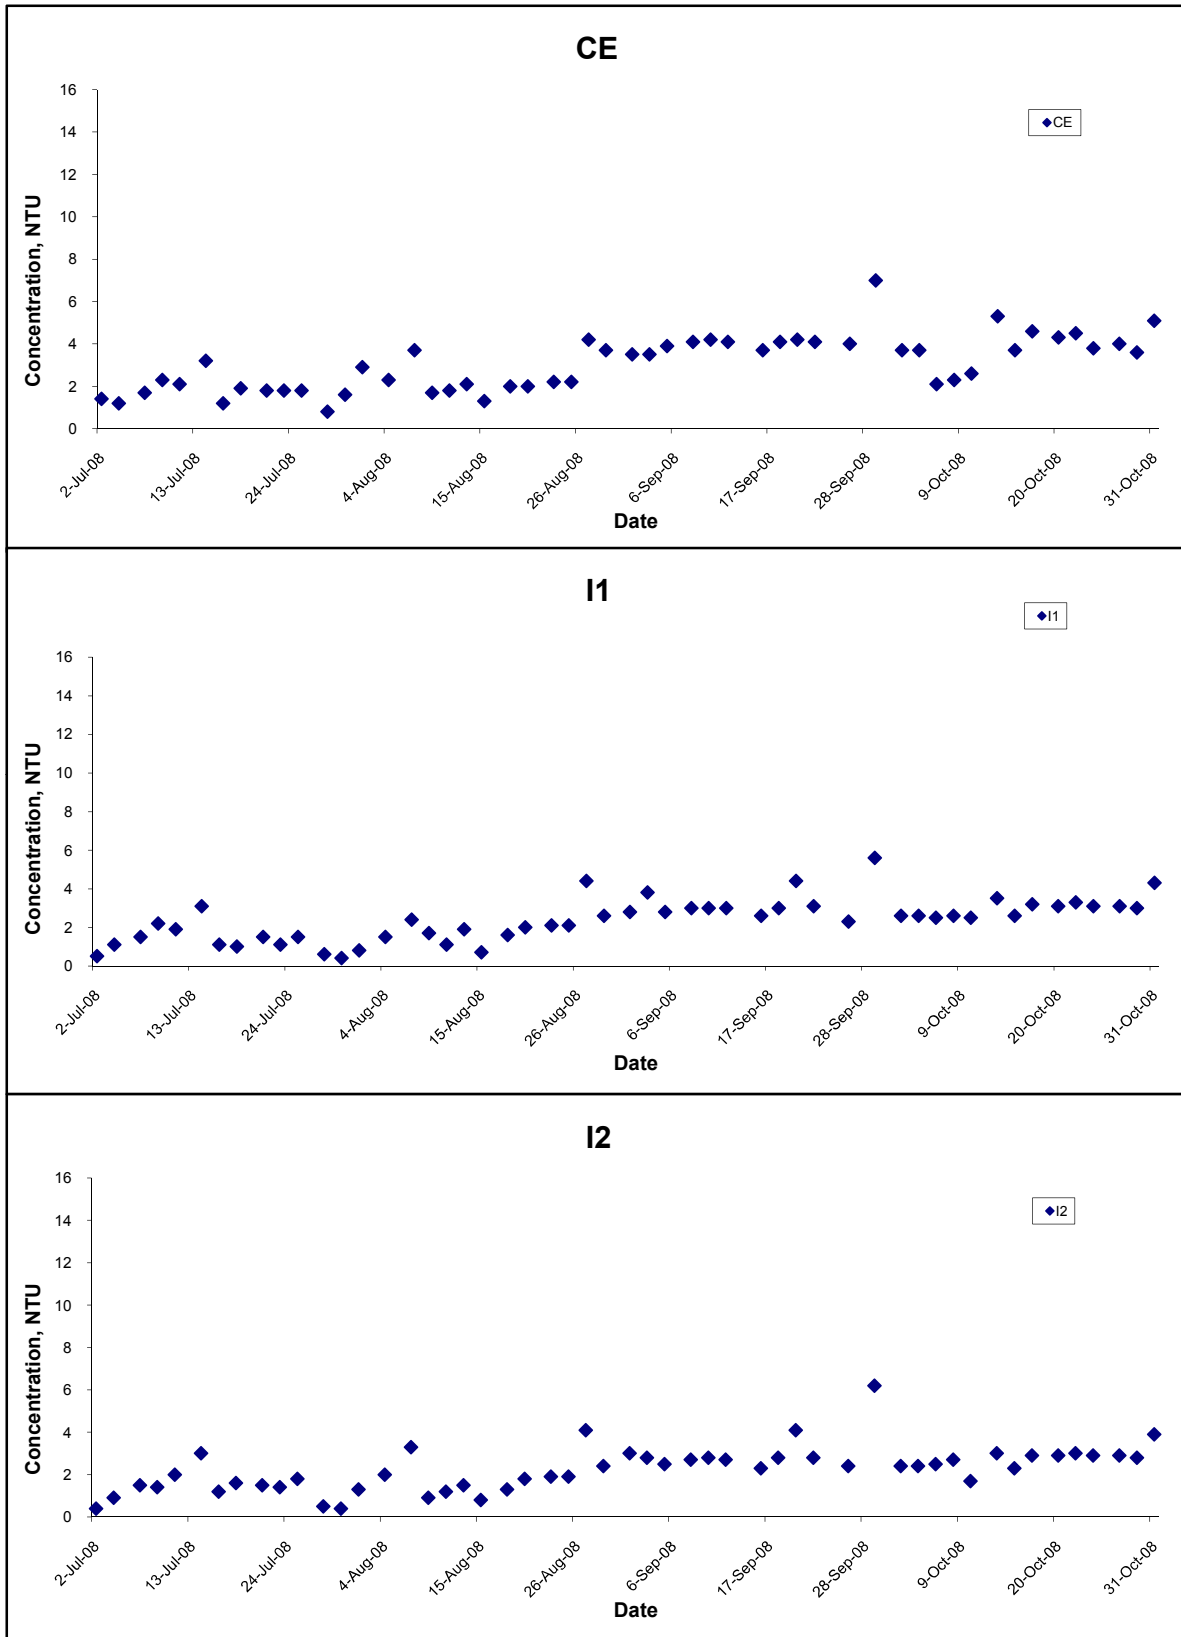 CE
16
14
12
10
8
6
4
2
0
Concentration, NTU
CE
2-Jul-08
13-Jul-08
24-Jul-08
4-Aug-08
15-Aug-08
26-Aug-08
6-Sep-08
17-Sep-08
28-Sep-08
9-Oct-08
20-Oct-08
31-Oct-08
Date
I1
I1
16
14
12
10
8
6
4
2
0
Concentration, NTU
2-Jul-08
13-Jul-08
24-Jul-08
4-Aug-08
15-Aug-08
26-Aug-08
6-Sep-08
17-Sep-08
28-Sep-08
9-Oct-08
20-Oct-08
31-Oct-08
Date
I2
16
14
12
10
8
6
4
2
0
Concentration, NTU
I2
2-Jul-08
13-Jul-08
24-Jul-08
4-Aug-08
15-Aug-08
26-Aug-08
6-Sep-08
17-Sep-08
28-Sep-08
9-Oct-08
20-Oct-08
31-Oct-08
Date